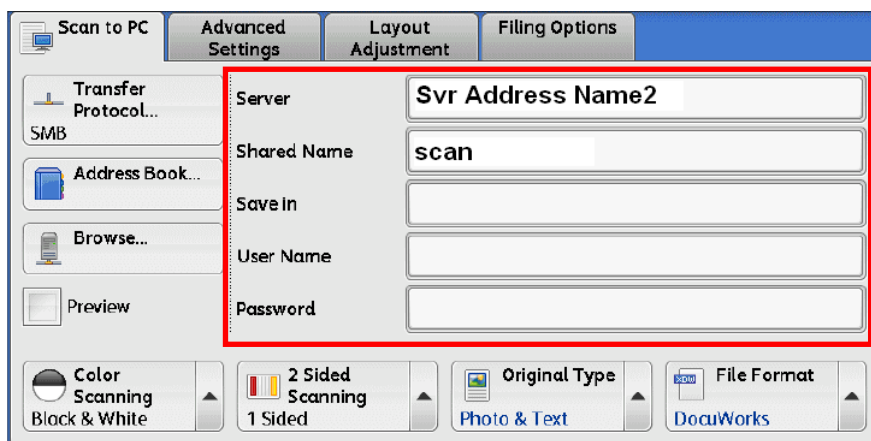 Scan to PC
Advanced
Settings
Layout
Adjustment
Filing Options
Transfer
Protocol...
SMB
Address Book...
Browse...
Preview
Server
Svr Address Name2
Shared Name
scan
Save in
User Name
Password
Color
Scanning
Black & White
2 Sided
Scanning
1 Sided
Original Type
Photo & Text
XDW
File Format
DocuWorks